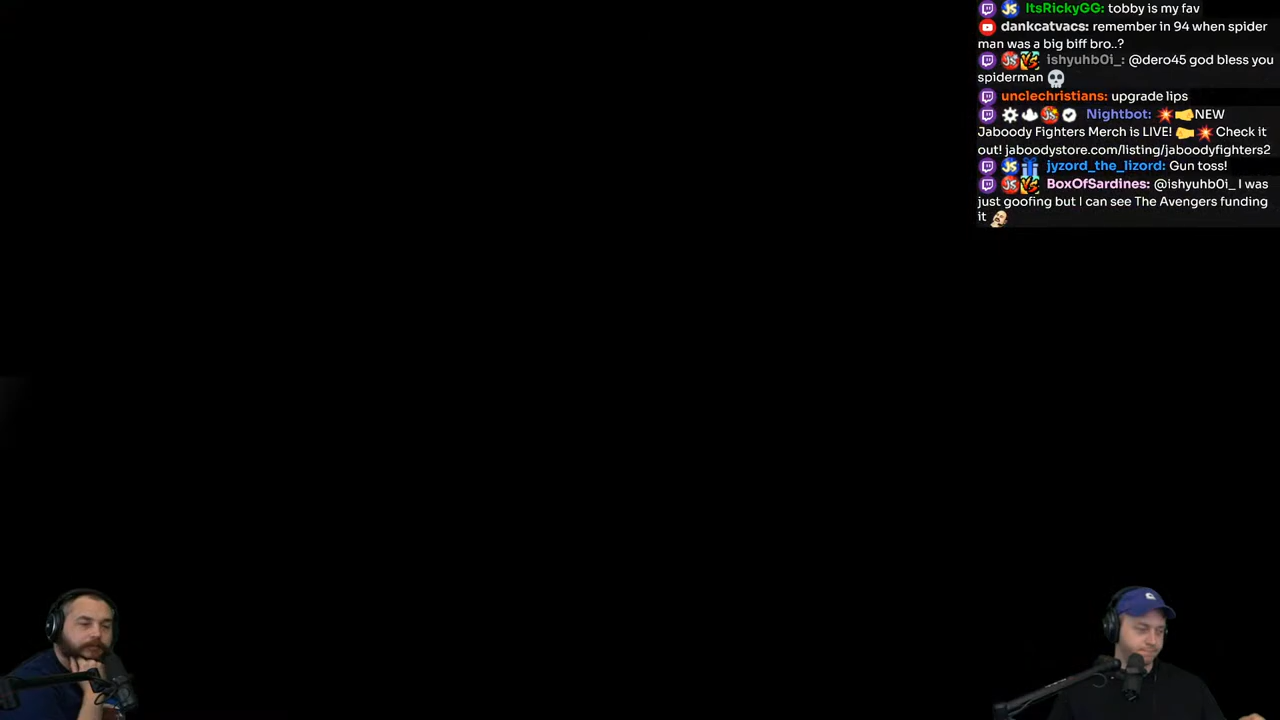 ItsRickyGG: tobby is my fav
dankcatvacs: remember in 94 when spider
man was a big biff bro..?
ishyuhb0i_: @dero45 god bless you
spiderman
unclechristians: upgrade lips
Nightbot: NEW
Jaboody Fighters Merch is LIVE! Check it
out! jaboodystore.com/listing/jaboodyfighters2
jyzord_the_lizord: Gun toss!
BoxOfSardines: @ishyuhb0i_ I was
just goofing but I can see The Avengers funding
it